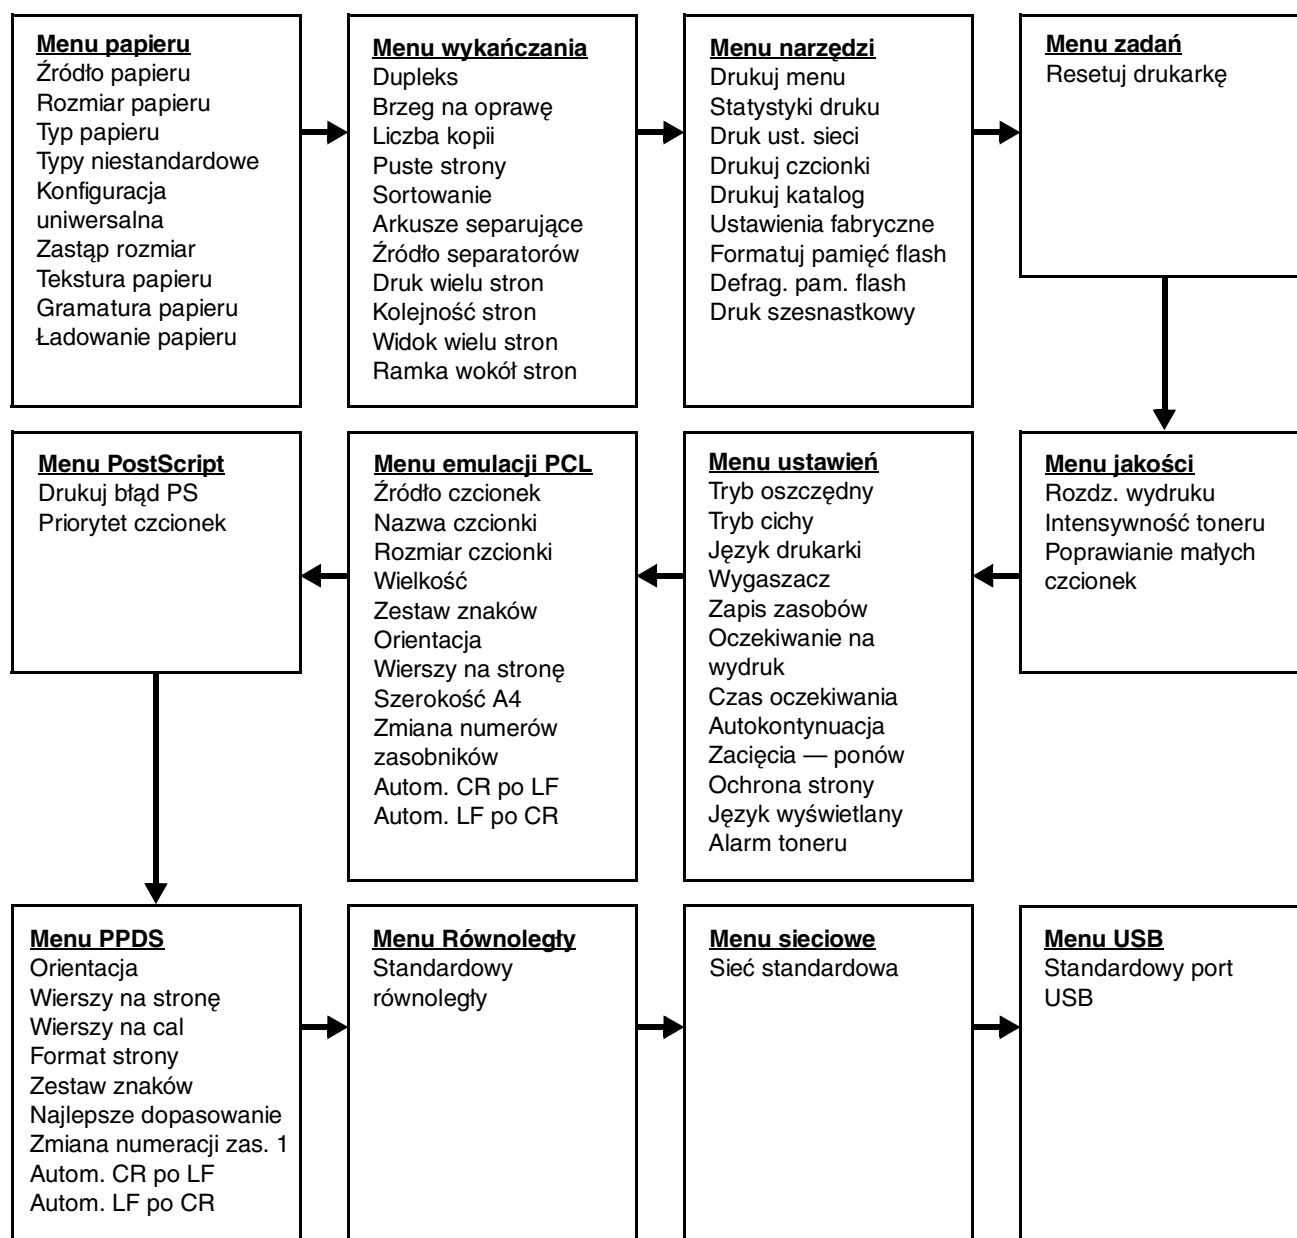 Menu papieru
Źródło papieru
Rozmiar papieru
Typ papieru
Typy niestandardowe
Konfiguracja
uniwersalna
Zastąp rozmiar
Tekstura papieru
Gramatura papieru
Ładowanie papieru
Menu wykańczania
Dupleks
Brzeg na oprawę
Liczba kopii
Puste strony
Sortowanie
Arkusze separujące
Źródło separatorów
Druk wielu stron
Kolejność stron
Widok wielu stron
Ramka wokół stron
Menu narzędzi
Drukuj menu
Statystyki druku
Druk ust. sieci
Drukuj czcionki
Drukuj katalog
Ustawienia fabryczne
Formatuj pamięć flash
Defrag. pam. flash
Druk szesnastkowy
Menu zadań
Resetuj drukarkę
Menu jakości
Rozdz. wydruku
Intensywność toneru
Poprawianie małych
czcionek
Menu ustawień
Tryb oszczędny
Tryb cichy
Język drukarki
Wygaszacz
Zapis zasobów
Oczekiwanie na
wydruk
Czas oczekiwania
Autokontynuacja
Zacięcia — ponów
Ochrona strony
Język wyświetlany
Alarm toneru
Menu emulacji PCL
Źródło czcionek
Nazwa czcionki
Rozmiar czcionki
Wielkość
Zestaw znaków
Orientacja
Wierszy na stronę
Szerokość A4
Zmiana numerów
zasobników
Autom. CR po LF
Autom. LF po CR
Menu PostScript
Drukuj błąd PS
Priorytet czcionek
Menu PPDS
Orientacja
Wierszy na stronę
Wierszy na cal
Format strony
Zestaw znaków
Najlepsze dopasowanie
Zmiana numeracji zas. 1
Autom. CR po LF
Autom. LF po CR
Menu Równoległy
Standardowy
równoległy
Menu sieciowe
Sieć standardowa
Menu USB
Standardowy port
USB